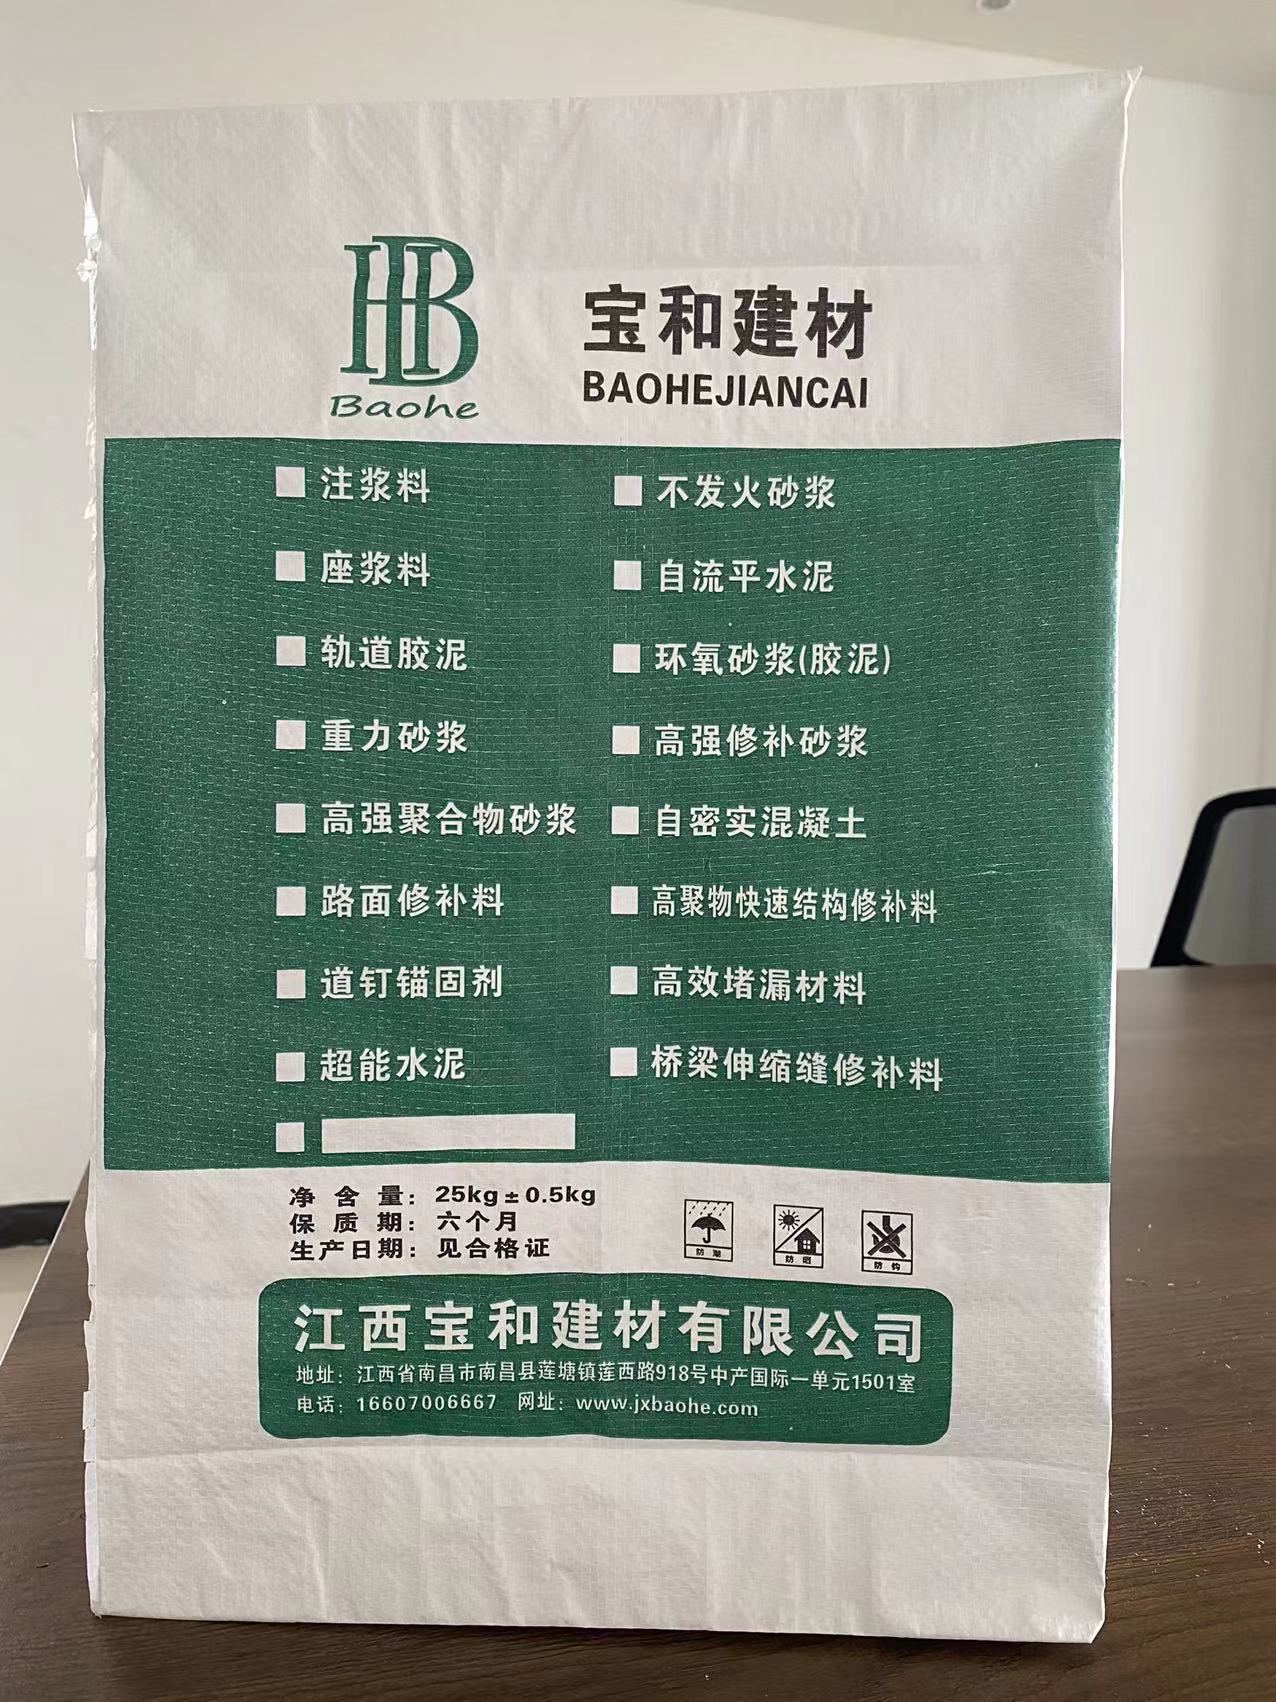 HB
Baohe
宝和建材
BAOHEJIANCAI
注浆料
不发火砂浆
座浆料
自流平水泥
轨道胶泥
环氧砂浆(胶泥)
重力砂浆
高强修补砂浆
高强聚合物砂浆
自密实混凝土
路面修补料
高聚物快速结构修补料
道钉锚固剂
高效堵漏材料
超能水泥
桥梁伸缩缝修补料
净含量：25kg±0.5kg
保质期：六个月
生产日期：见合格证
防潮
防晒
防钩
江西宝和建材有限公司
地址：江西省南昌市南昌县莲塘镇莲西路918号中产国际一单元1501室
电话：16607006667 网址：www.jxbaohe.com